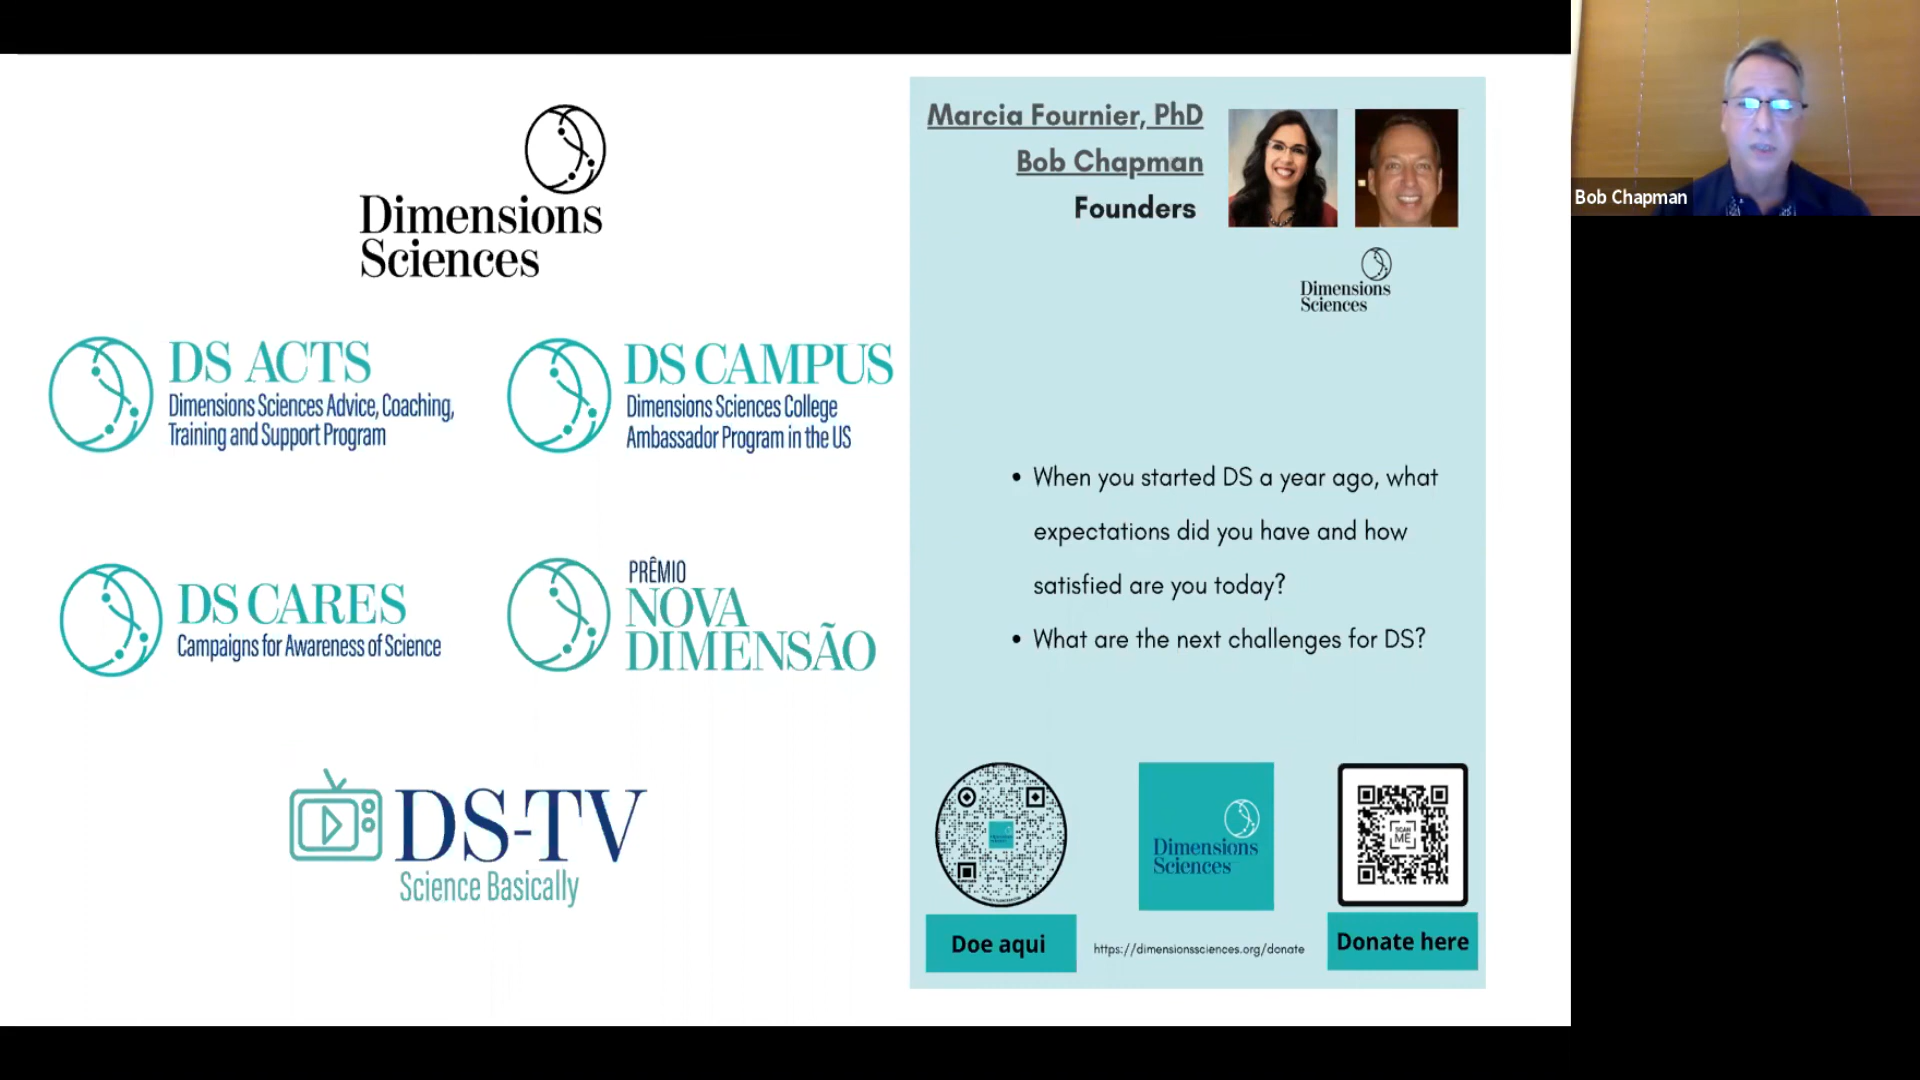 Dimensions
Sciences
DS ACTS
Dimensions Sciences Advice, Coaching,
Training and Support Program
DS CAMPUS
Dimensions Sciences College
Ambassador Program in the US
DS CARES
Campaigns for Awareness of Science
PRÊMIO
NOVA
DIMENSÃO
DS-TV
Science Basically
Marcia Fournier, PhD
Bob Chapman
Founders
Dimensions
Sciences
• When you started DS a year ago, what
expectations did you have and how
satisfied are you today?
• What are the next challenges for DS?
SCAN
ME
Dimensions
Sciences
Doe aqui
https://dimensionssciences.org/donate
Donate here
Bob Chapman